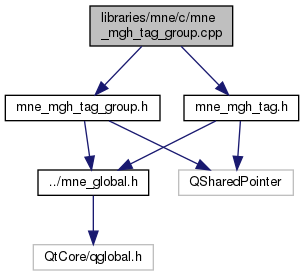 libraries/mne/c/mne
_mgh_tag_group.cpp
mne_mgh_tag_group.h
mne_mgh_tag.h
../mne_global.h
QSharedPointer
QtCore/qglobal.h